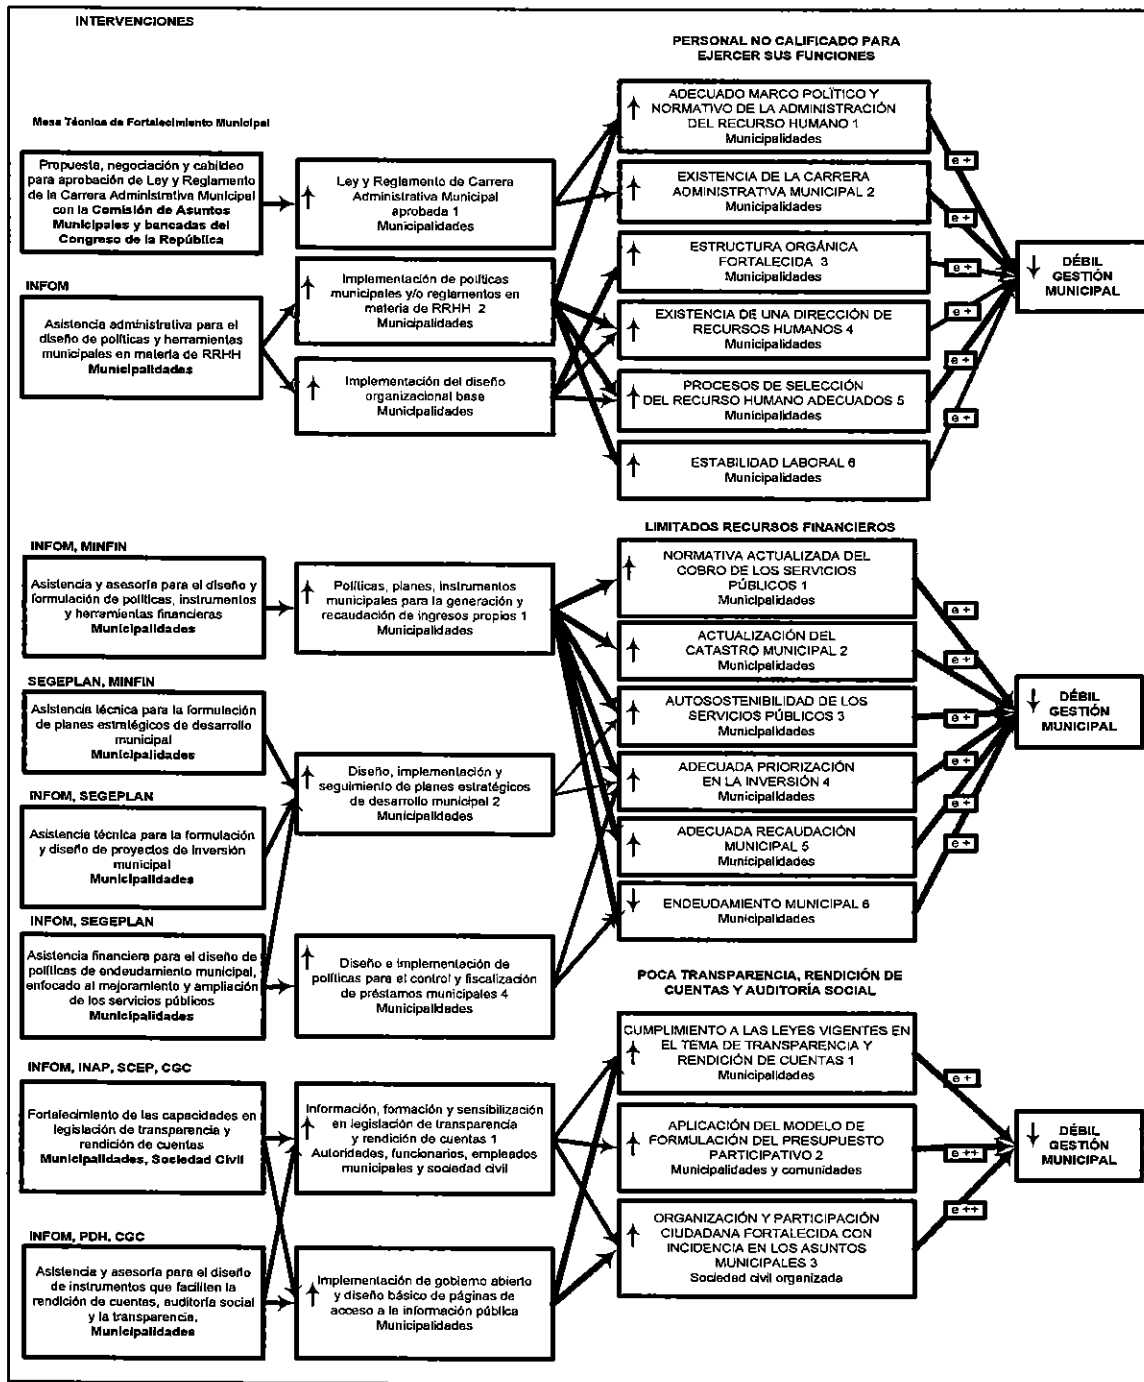 INTERVENCIONES
Mesa Técnica de Fortalecimiento Municipal
Propuesta, negociación y cabildeo
para aprobación de Ley y Reglamento
de la Carrera Administrativa Municipal
con la Comisión de Asuntos
Municipales y bancadas del
Congreso de la República
INFOM
Asistencia administrativa para el
diseño de políticas y herramientas
municipales en materia de RRHH
Municipalidades
↑
Ley y Reglamento de Carrera
Administrativa Municipal
aprobada 1
Municipalidades
↑
Implementación de políticas
municipales y/o reglamentos en
materia de RRHH 2
Municipalidades
↑
Implementación del diseño
organizacional base
Municipalidades
PERSONAL NO CALIFICADO PARA
EJERCER SUS FUNCIONES
↑
ADECUADO MARCO POLÍTICO Y
NORMATIVO DE LA ADMINISTRACIÓN
DEL RECURSO HUMANO 1
Municipalidades
↑
EXISTENCIA DE LA CARRERA
ADMINISTRATIVA MUNICIPAL 2
Municipalidades
↑
ESTRUCTURA ORGÁNICA
FORTALECIDA 3
Municipalidades
↑
EXISTENCIA DE UNA DIRECCIÓN DE
RECURSOS HUMANOS 4
Municipalidades
↑
PROCESOS DE SELECCIÓN
DEL RECURSO HUMANO ADECUADOS 5
Municipalidades
↑
ESTABILIDAD LABORAL 6
Municipalidades
e +
e +
e +
e +
e +
e +
↓
DÉBIL
GESTIÓN
MUNICIPAL
INFOM, MINFIN
Asistencia y asesoría para el diseño y
formulación de políticas, instrumentos
y herramientas financieras
Municipalidades
SEGEPLAN, MINFIN
Asistencia técnica para la formulación
de planes estratégicos de desarrollo
municipal
Municipalidades
INFOM, SEGEPLAN
Asistencia técnica para la formulación
y diseño de proyectos de inversión
municipal
Municipalidades
INFOM, SEGEPLAN
Asistencia financiera para el diseño de
políticas de endeudamiento municipal,
enfocado al mejoramiento y ampliación
de los servicios públicos
Municipalidades
↑
Políticas, planes, instrumentos
municipales para la generación y
recaudación de ingresos propios 1
Municipalidades
↑
Diseño, implementación y
seguimiento de planes estratégicos
de desarrollo municipal 2
Municipalidades
↑
Diseño e implementación de
políticas para el control y fiscalización
de préstamos municipales 4
Municipalidades
LIMITADOS RECURSOS FINANCIEROS
↑
NORMATIVA ACTUALIZADA DEL
COBRO DE LOS SERVICIOS
PÚBLICOS 1
Municipalidades
↑
ACTUALIZACIÓN DEL
CATASTRO MUNICIPAL 2
Municipalidades
↑
AUTOSOSTENIBILIDAD DE LOS
SERVICIOS PÚBLICOS 3
Municipalidades
↑
ADECUADA PRIORIZACIÓN
EN LA INVERSIÓN 4
Municipalidades
↑
ADECUADA RECAUDACIÓN
MUNICIPAL 5
Municipalidades
↓
ENDEUDAMIENTO MUNICIPAL 6
Municipalidades
e +
e +
e +
e +
e +
e +
↓
DÉBIL
GESTIÓN
MUNICIPAL
INFOM, INAP, SCEP, CGC
Fortalecimiento de las capacidades en
legislación de transparencia y
rendición de cuentas
Municipalidades, Sociedad Civil
INFOM, PDH, CGC
Asistencia y asesoría para el diseño
de instrumentos que faciliten la
rendición de cuentas, auditoría social
y la transparencia,
Municipalidades
↑
Información, formación y sensibilización
en legislación de transparencia
y rendición de cuentas 1
Autoridades, funcionarios, empleados
municipales y sociedad civil
↑
Implementación de gobierno abierto
y diseño básico de páginas de
acceso a la información pública
Municipalidades
POCA TRANSPARENCIA, RENDICIÓN DE
CUENTAS Y AUDITORÍA SOCIAL
↑
CUMPLIMIENTO A LAS LEYES VIGENTES EN
EL TEMA DE TRANSPARENCIA Y
RENDICIÓN DE CUENTAS 1
Municipalidades
↑
APLICACIÓN DEL MODELO DE
FORMULACIÓN DEL PRESUPUESTO
PARTICIPATIVO 2
Municipalidades y comunidades
↑
ORGANIZACIÓN Y PARTICIPACIÓN
CIUDADANA FORTALECIDA CON
INCIDENCIA EN LOS ASUNTOS
MUNICIPALES 3
Sociedad civil organizada
e +
e ++
e ++
↓
DÉBIL
GESTIÓN
MUNICIPAL